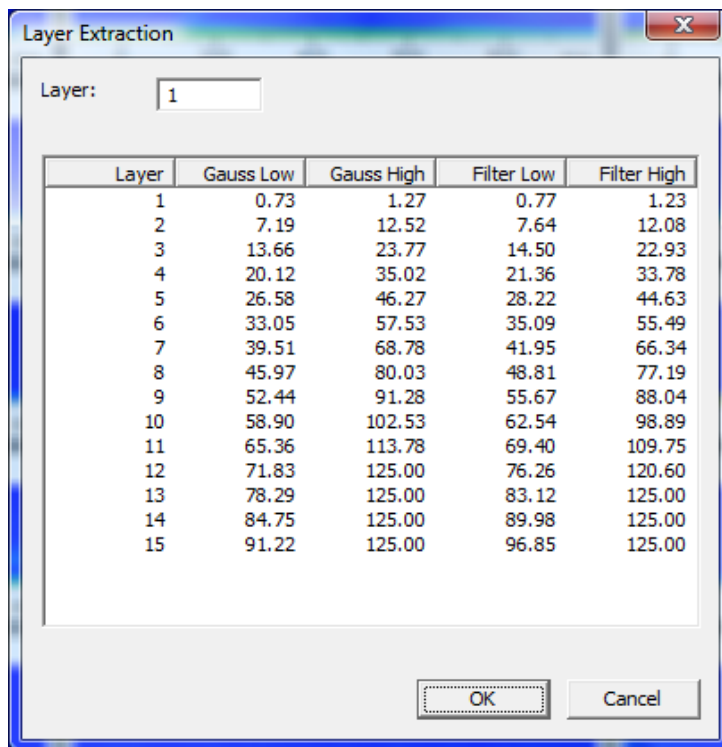 Layer Extraction
Layer: 1
Layer Gauss Low Gauss High Filter Low Filter High
1 0.73 1.27 0.77 1.23
2 7.19 12.52 7.64 12.08
3 13.66 23.77 14.50 22.93
4 20.12 35.02 21.36 33.78
5 26.58 46.27 28.22 44.63
6 33.05 57.53 35.09 55.49
7 39.51 68.78 41.95 66.34
8 45.97 80.03 48.81 77.19
9 52.44 91.28 55.67 88.04
10 58.90 102.53 62.54 98.89
11 65.36 113.78 69.40 109.75
12 71.83 125.00 76.26 120.60
13 78.29 125.00 83.12 125.00
14 84.75 125.00 89.98 125.00
15 91.22 125.00 96.85 125.00
OK Cancel